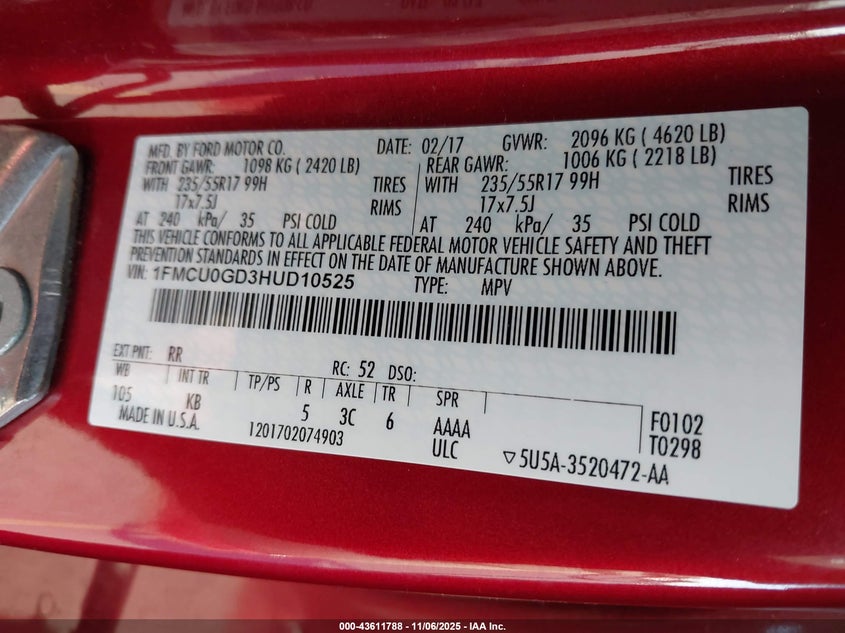 MFD. BY FORD MOTOR CO. DATE: 02/17 GVWR: 2096 KG ( 4620 LB)
FRONT GAWR: 1098 KG ( 2420 LB) REAR GAWR: 1006 KG ( 2218 LB)
WITH 235/55R17 99H TIRES WITH 235/55R17 99H TIRES
17x7.5J RIMS 17x7.5J RIMS
AT 240 kPa/ 35 PSI COLD AT 240 kPa/ 35 PSI COLD
THIS VEHICLE CONFORMS TO ALL APPLICABLE FEDERAL MOTOR VEHICLE SAFETY AND THEFT
PREVENTION STANDARDS IN EFFECT ON THE DATE OF MANUFACTURE SHOWN ABOVE.
VIN: 1FMCU0GD3HUD10525 TYPE: MPV
EXT PNT: RR RC: 52 DSO:
WB INT TR TP/PS R AXLE TR SPR
105 KB 5 3C 6 AAAA F0102
MADE IN U.S.A. 1201702074903 ULC ▽5U5A-3520472-AA T0298
000-43611788 - 11/06/2025 - IAA Inc.